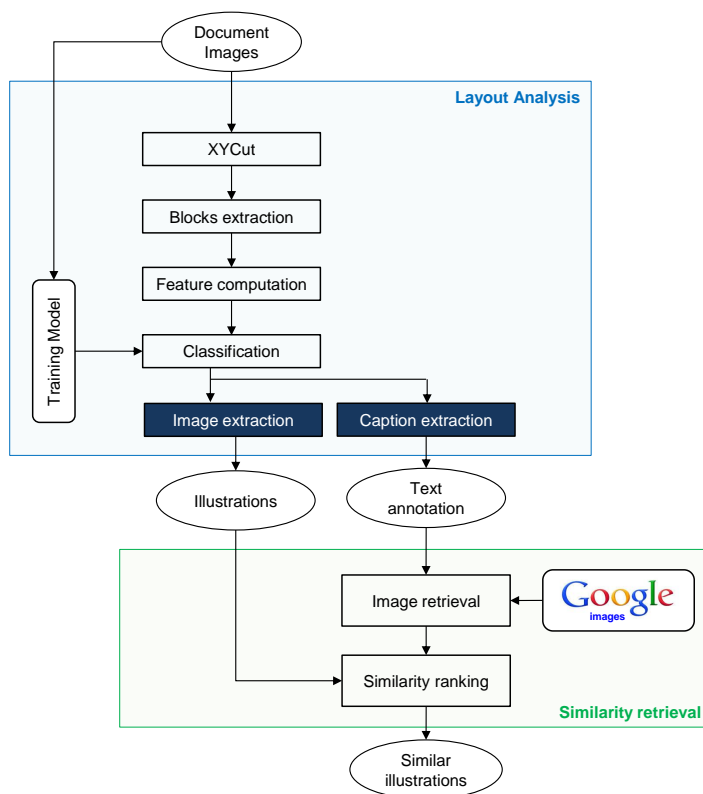 Document
Images
Layout Analysis
XYCut
Blocks extraction
Feature computation
Training Model
Classification
Image extraction
Caption extraction
Illustrations
Text
annotation
Image retrieval
Google
images
Similarity ranking
Similarity retrieval
Similar
illustrations